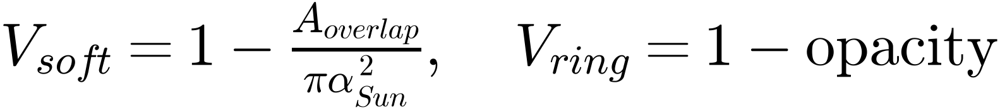 $V_{soft} = 1 - \frac{A_{overlap}}{\pi \alpha_{Sun}^{2}}, \quad V_{ring} = 1 - \text{opacity}$